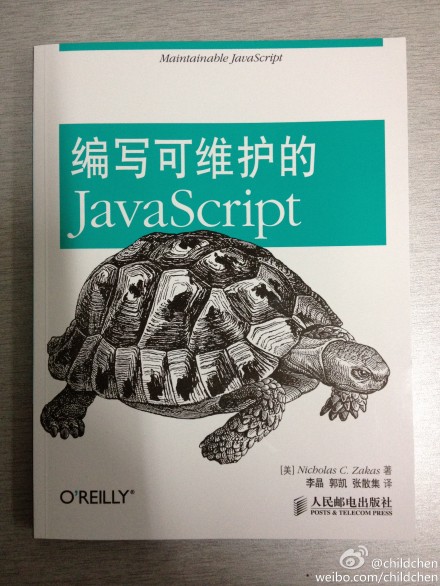 Maintainable JavaScript
编写可维护的
JavaScript
[美] Nicholas C. Zakas 著
李晶 郭凯 张散集 译
O'REILLY®
人民邮电出版社
POSTS & TELECOM PRESS
@childchen
weibo.com/childchen